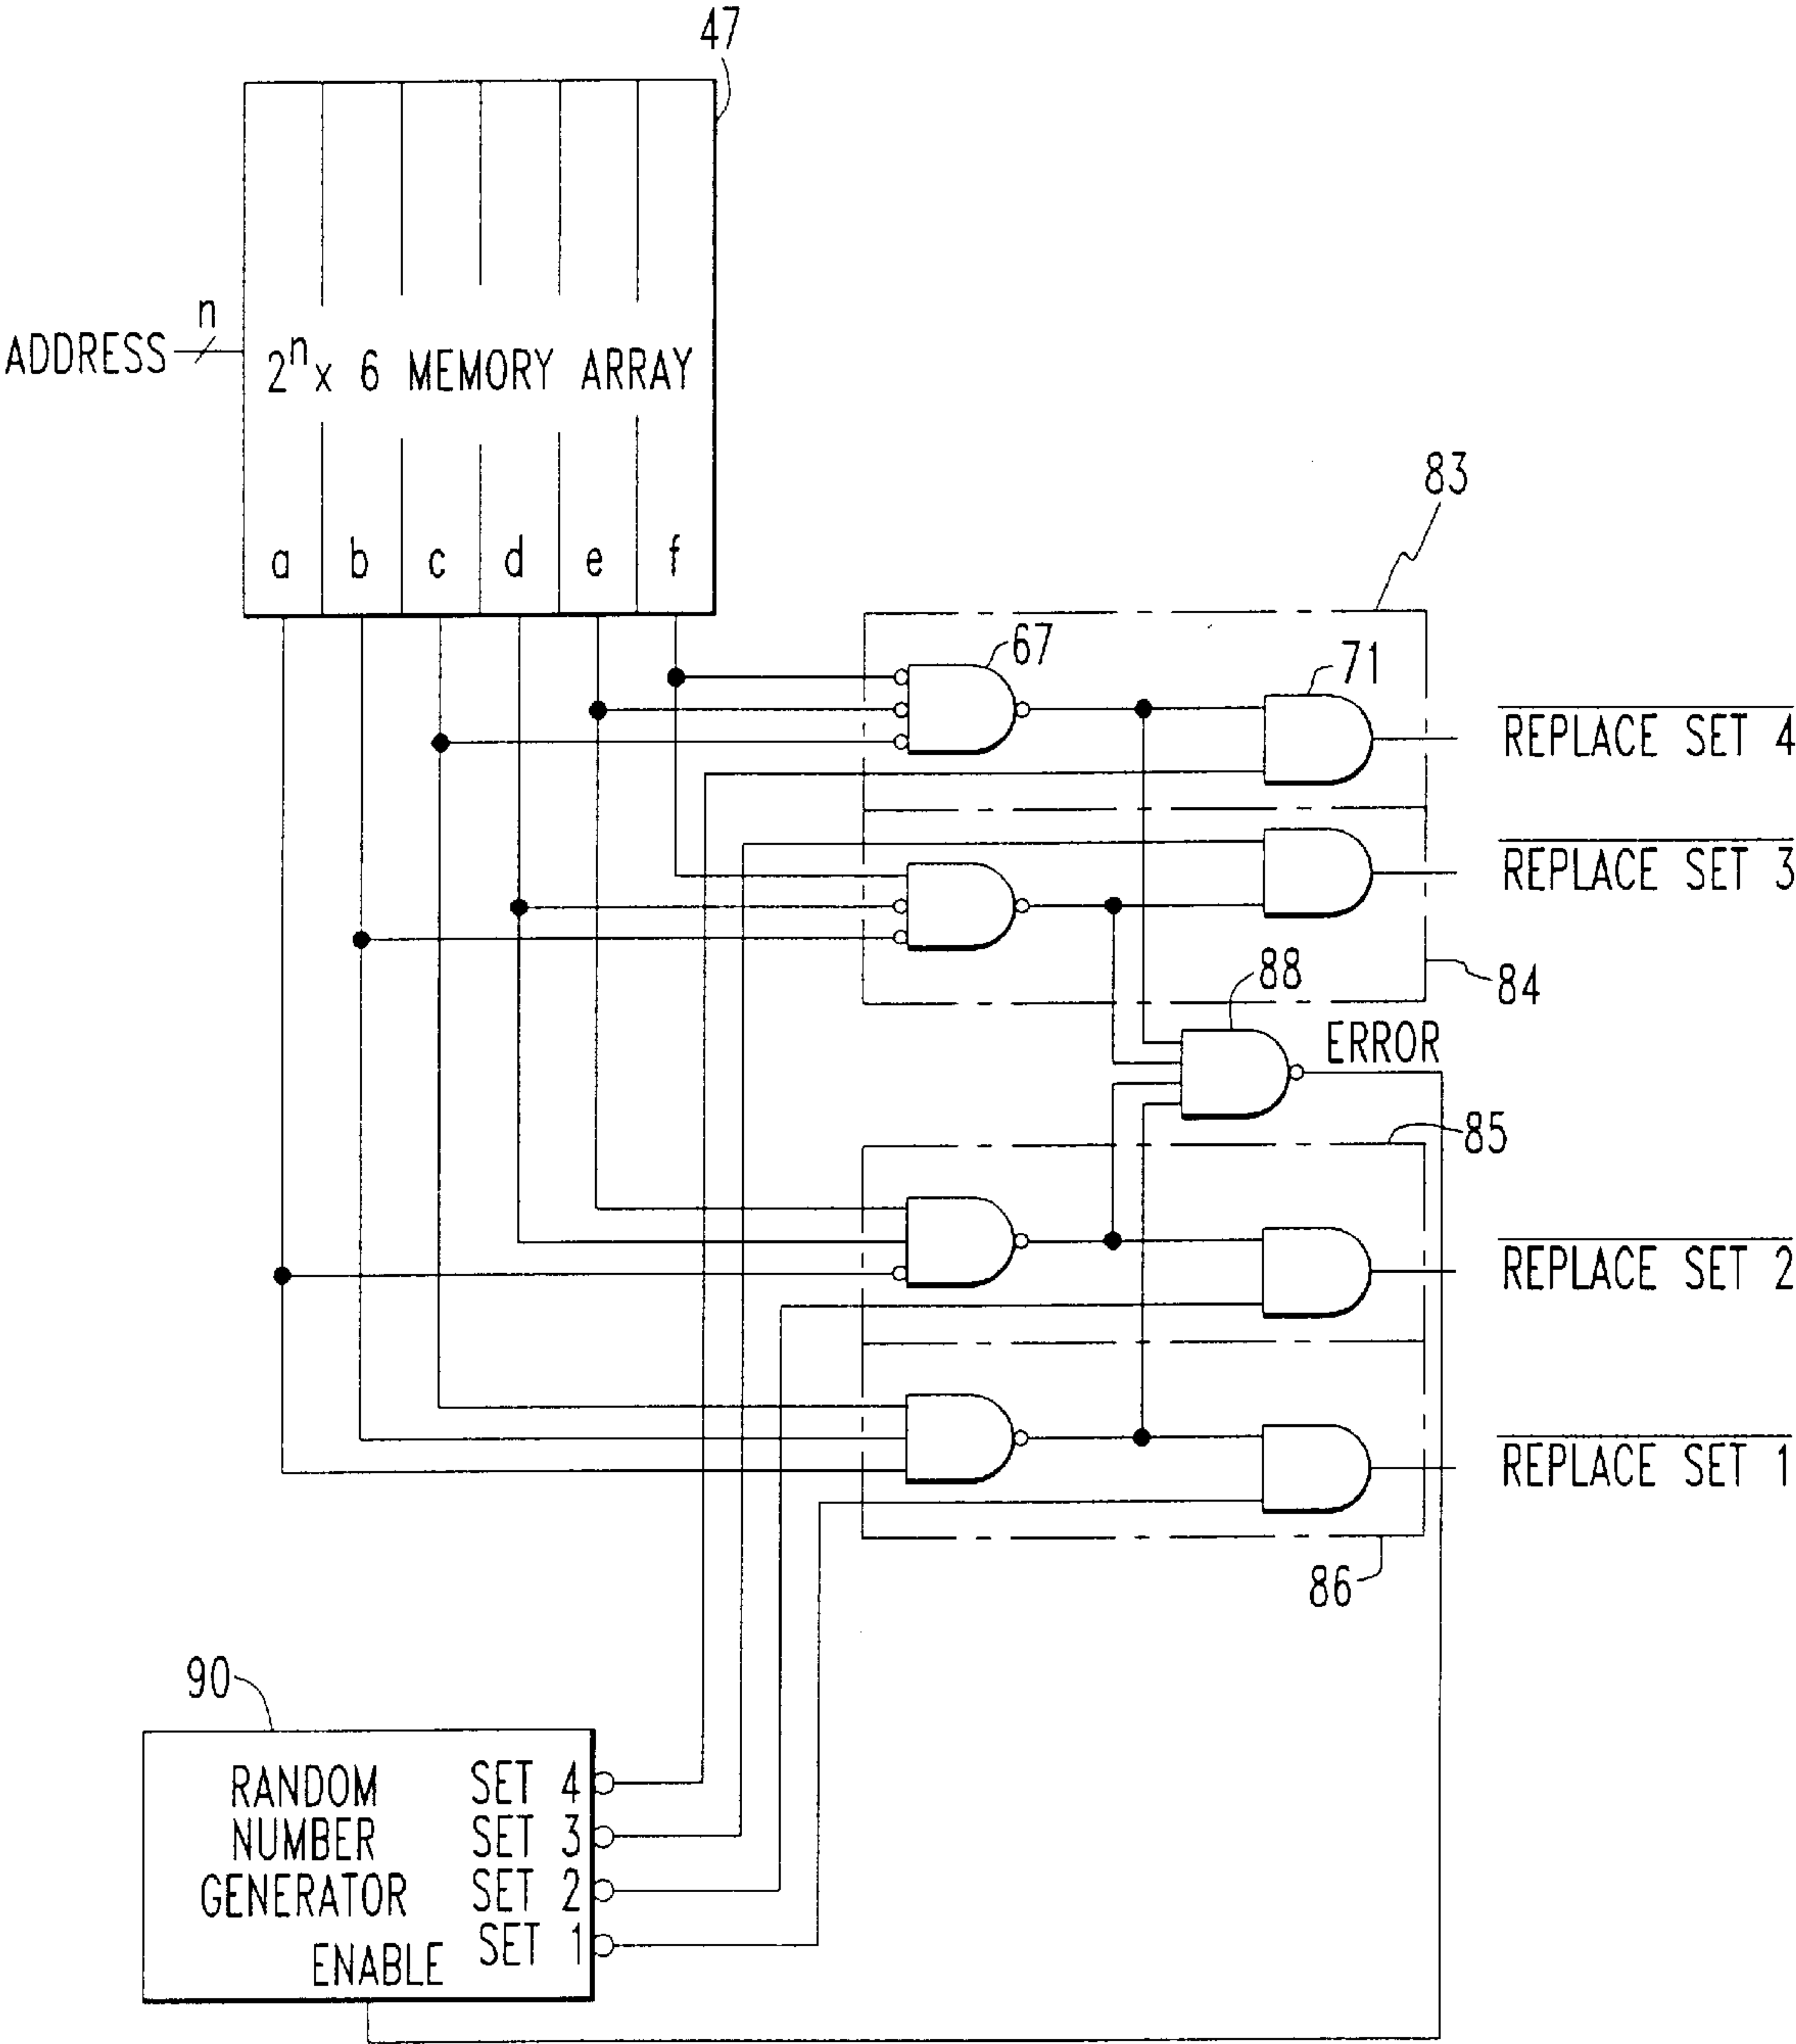 47
n
ADDRESS
2ⁿ x 6 MEMORY ARRAY
a b c d e f
83
67
71
REPLACE SET 4
REPLACE SET 3
84
88
ERROR
85
REPLACE SET 2
REPLACE SET 1
86
90
RANDOM
NUMBER
GENERATOR
ENABLE
SET 4
SET 3
SET 2
SET 1